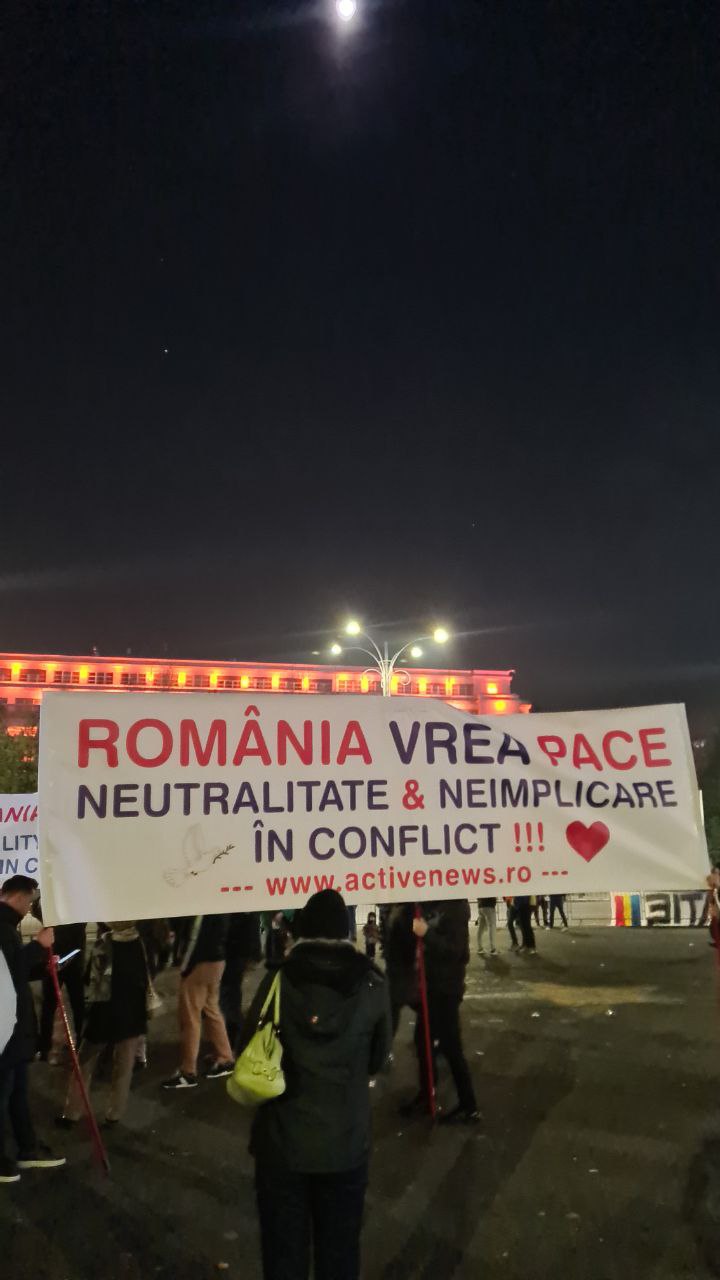 ROMÂNIA VREA PACE
NEUTRALITATE & NEIMPLICARE
ÎN CONFLICT !!!
--- www.activenews.ro ---